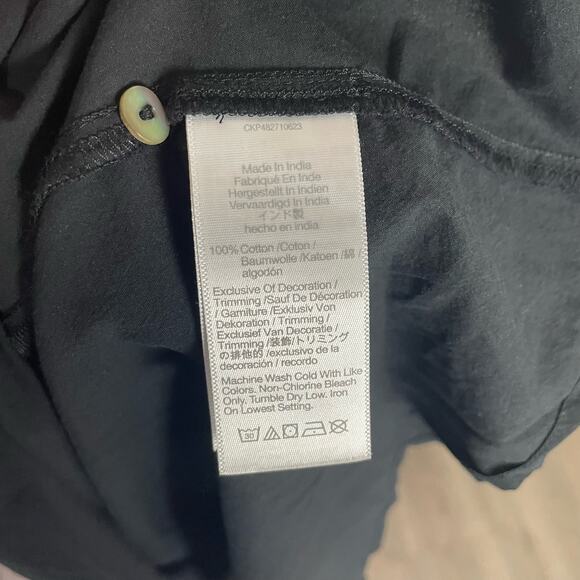 CKP482710623
Made In India
Fabriqué En Inde
Hergestellt In Indien
Vervaardigd In India
インド製
hecho en india
100% Cotton /Coton /
Baumwolle /Katoen /綿 /
algodón
Exclusive Of Decoration /
Trimming /Sauf De Décoration
/ Garniture /Exklusiv Von
Dekoration / Trimming /
Exclusief Van Decoratie /
Trimming /装飾/トリミング
の排他的 /exclusivo de la
decoración / recordo
Machine Wash Cold With Like
Colors. Non-Chlorine Bleach
Only. Tumble Dry Low. Iron
On Lowest Setting.
30